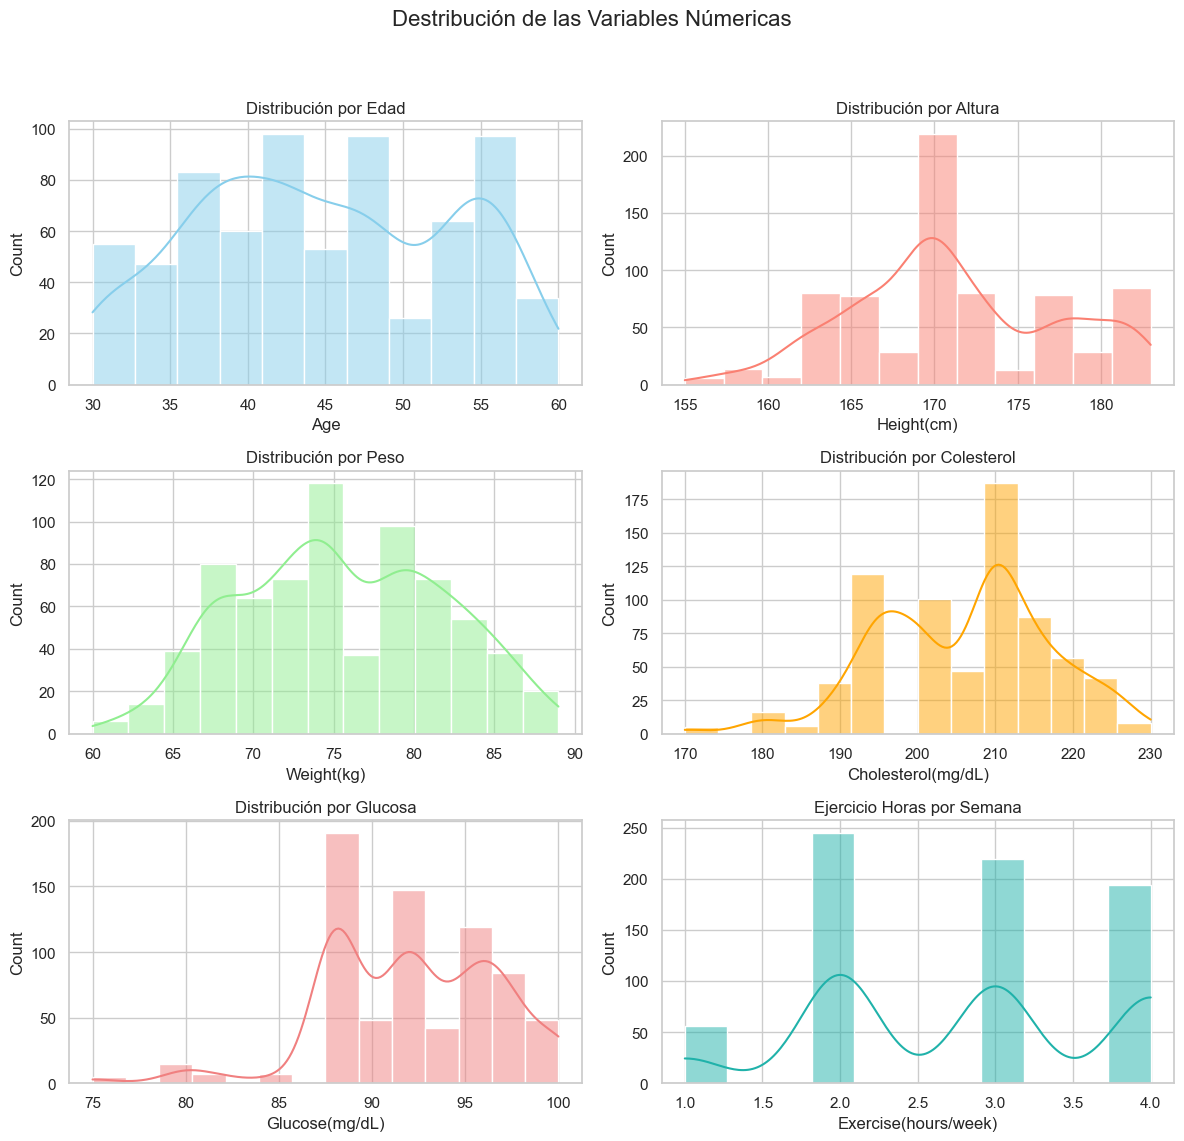 Destribución de las Variables Númericas
Distribución por Edad
100
80
60
40
20
0
Count
30 35 40 45 50 55 60
Age
Distribución por Altura
200
150
100
50
0
Count
155 160 165 170 175 180
Height(cm)
Distribución por Peso
120
100
80
60
40
20
0
Count
60 65 70 75 80 85 90
Weight(kg)
Distribución por Colesterol
175
150
125
100
75
50
25
0
Count
170 180 190 200 210 220 230
Cholesterol(mg/dL)
Distribución por Glucosa
200
150
100
50
0
Count
75 80 85 90 95 100
Glucose(mg/dL)
Ejercicio Horas por Semana
250
200
150
100
50
0
Count
1.0 1.5 2.0 2.5 3.0 3.5 4.0
Exercise(hours/week)